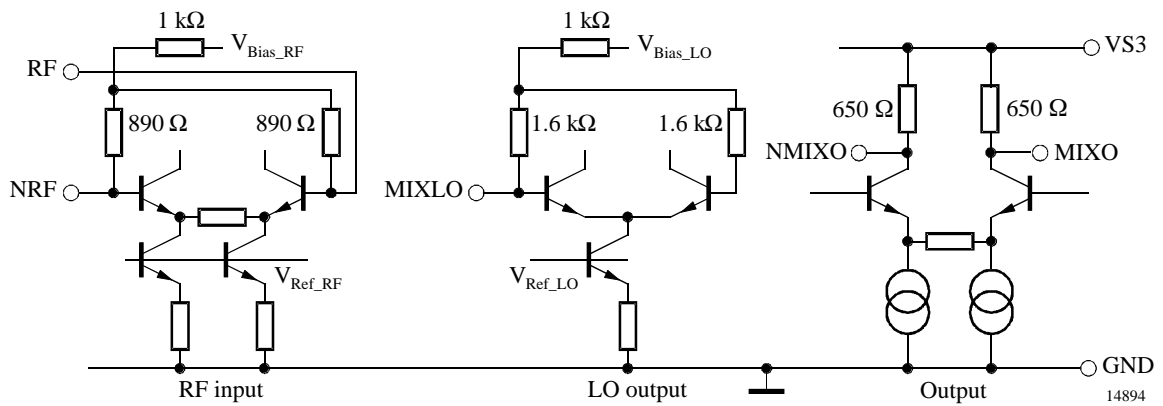 1 kΩ
V_Bias_RF
RF
890 Ω
890 Ω
NRF
V_Ref_RF
RF input
1 kΩ
V_Bias_LO
1.6 kΩ
1.6 kΩ
MIXLO
V_Ref_LO
LO output
VS3
650 Ω
650 Ω
NMIXO
MIXO
Output
GND
14894